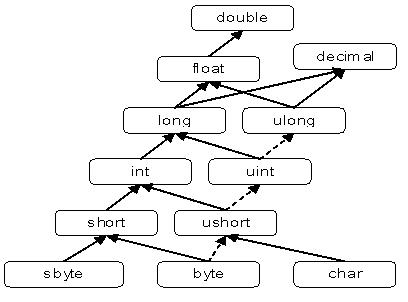 double
decimal
float
long
ulong
int
uint
short
ushort
sbyte
byte
char